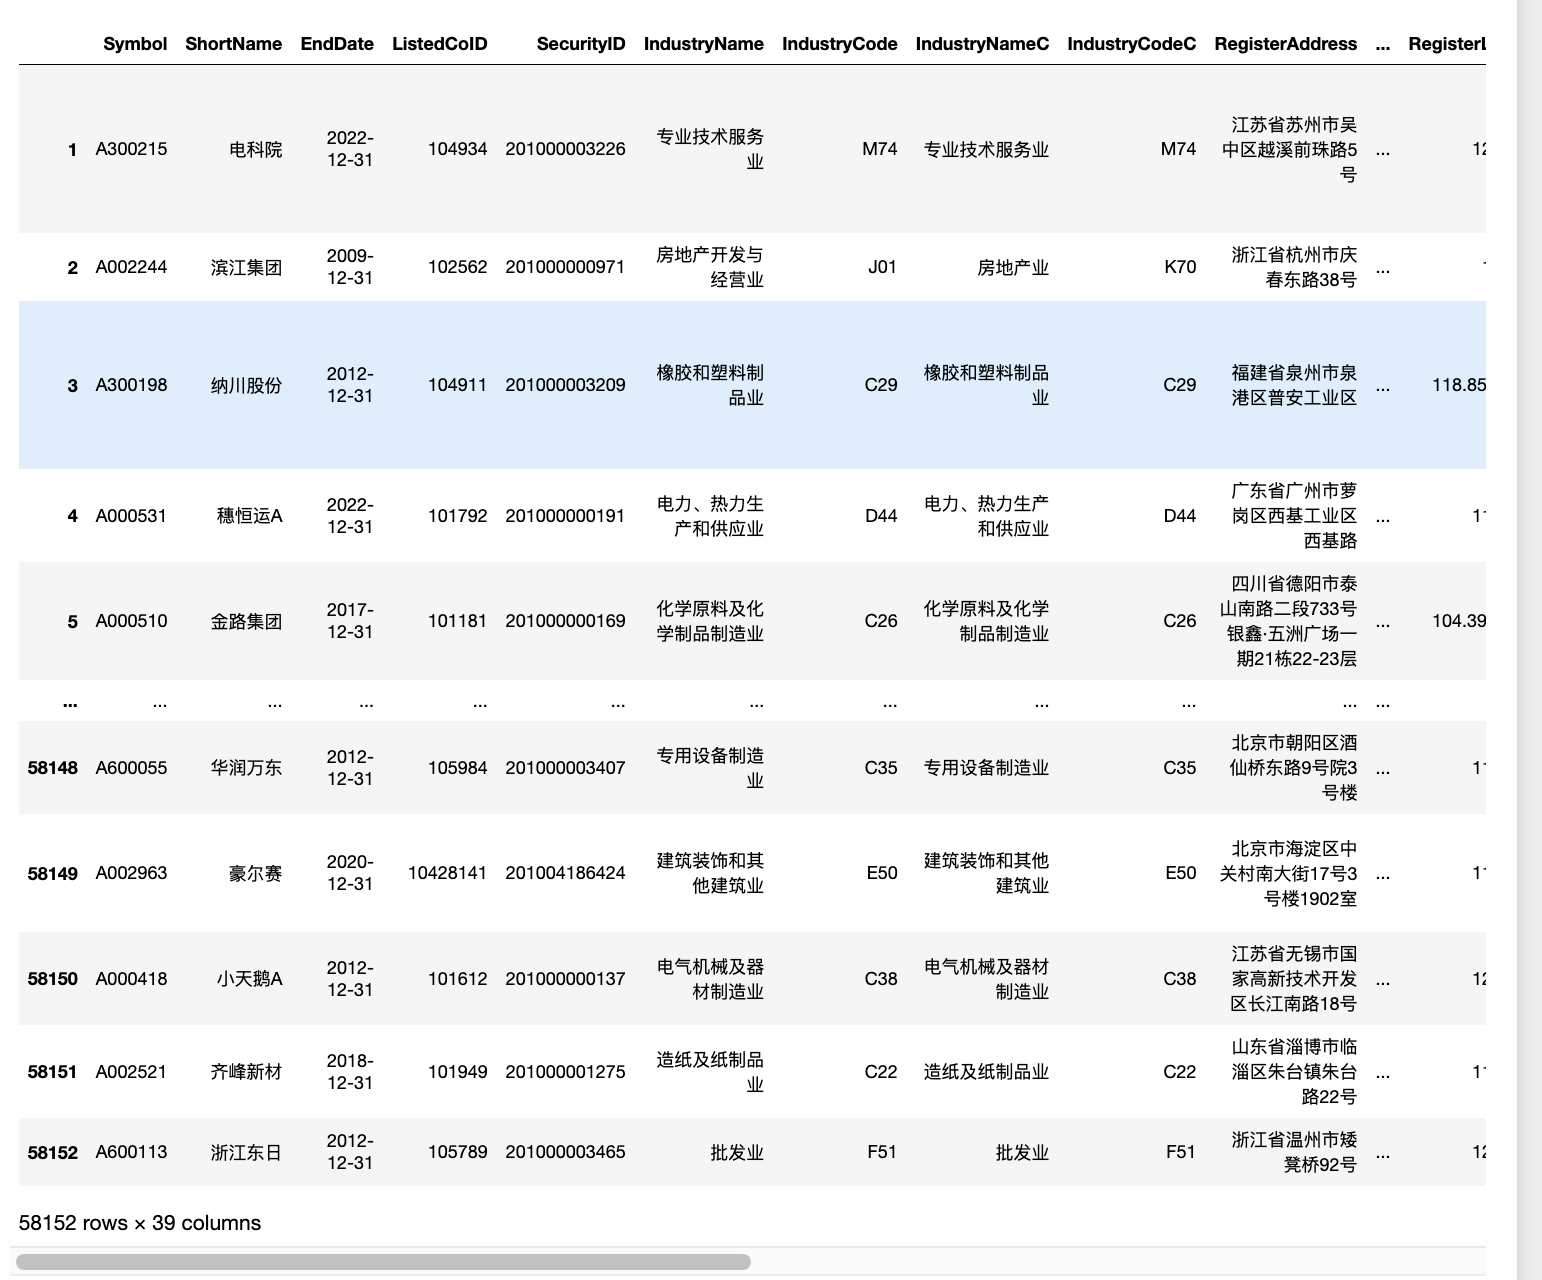 Symbol ShortName EndDate ListedCoID SecurityID IndustryName IndustryCode IndustryNameC IndustryCodeC RegisterAddress ... RegisterL
1 A300215 电科院 2022-12-31 104934 201000003226 专业技术服务业 M74 专业技术服务业 M74 江苏省苏州市吴中区越溪前珠路5号 ... 12
2 A002244 滨江集团 2009-12-31 102562 201000000971 房地产开发与经营业 J01 房地产业 K70 浙江省杭州市庆春东路38号 ...
3 A300198 纳川股份 2012-12-31 104911 201000003209 橡胶和塑料制品业 C29 橡胶和塑料制品业 C29 福建省泉州市泉港区普安工业区 ... 118.85
4 A000531 穗恒运A 2022-12-31 101792 201000000191 电力、热力生产和供应业 D44 电力、热力生产和供应业 D44 广东省广州市萝岗区西基工业区西基路 ... 11
5 A000510 金路集团 2017-12-31 101181 201000000169 化学原料及化学制品制造业 C26 化学原料及化学制品制造业 C26 四川省德阳市泰山南路二段733号银鑫·五洲广场一期21栋22-23层 ... 104.39
... ... ... ... ... ... ... ... ... ... ... ...
58148 A600055 华润万东 2012-12-31 105984 201000003407 专用设备制造业 C35 专用设备制造业 C35 北京市朝阳区酒仙桥东路9号院3号楼 ... 11
58149 A002963 豪尔赛 2020-12-31 10428141 201004186424 建筑装饰和其他建筑业 E50 建筑装饰和其他建筑业 E50 北京市海淀区中关村南大街17号3号楼1902室 ... 11
58150 A000418 小天鹅A 2012-12-31 101612 201000000137 电气机械及器材制造业 C38 电气机械及器材制造业 C38 江苏省无锡市国家高新技术开发区长江南路18号 ... 12
58151 A002521 齐峰新材 2018-12-31 101949 201000001275 造纸及纸制品业 C22 造纸及纸制品业 C22 山东省淄博市临淄区朱台镇朱台路22号 ... 11
58152 A600113 浙江东日 2012-12-31 105789 201000003465 批发业 F51 批发业 F51 浙江省温州市矮凳桥92号 ... 12
58152 rows × 39 columns